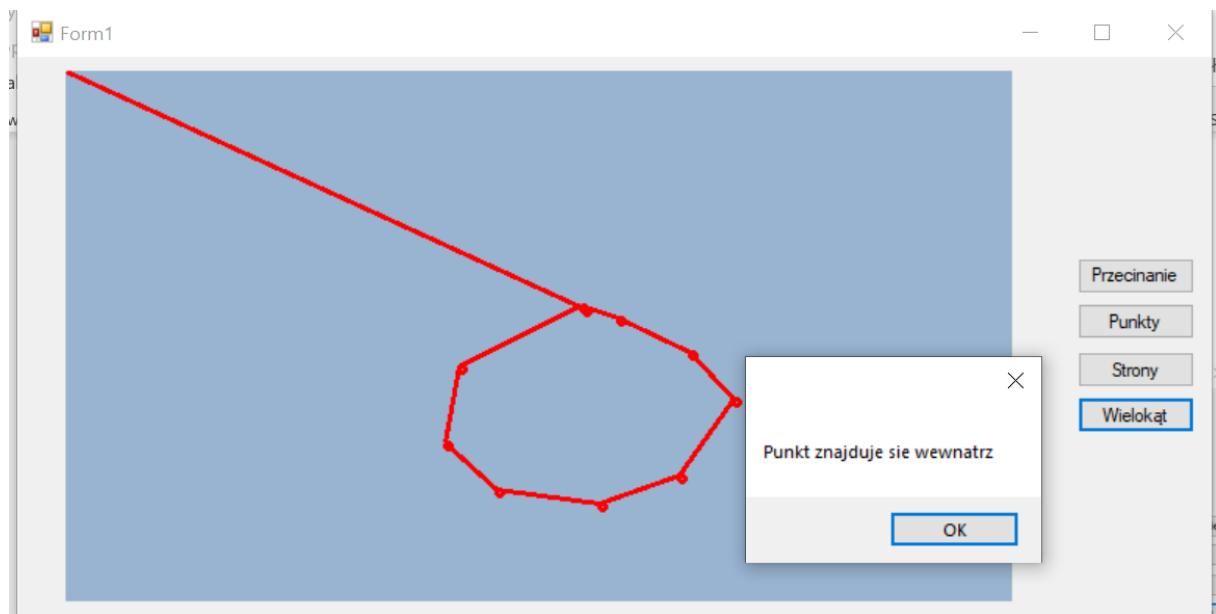 Form1
Przecinanie
Punkty
Strony
Wielokąt
Punkt znajduje sie wewnatrz
OK